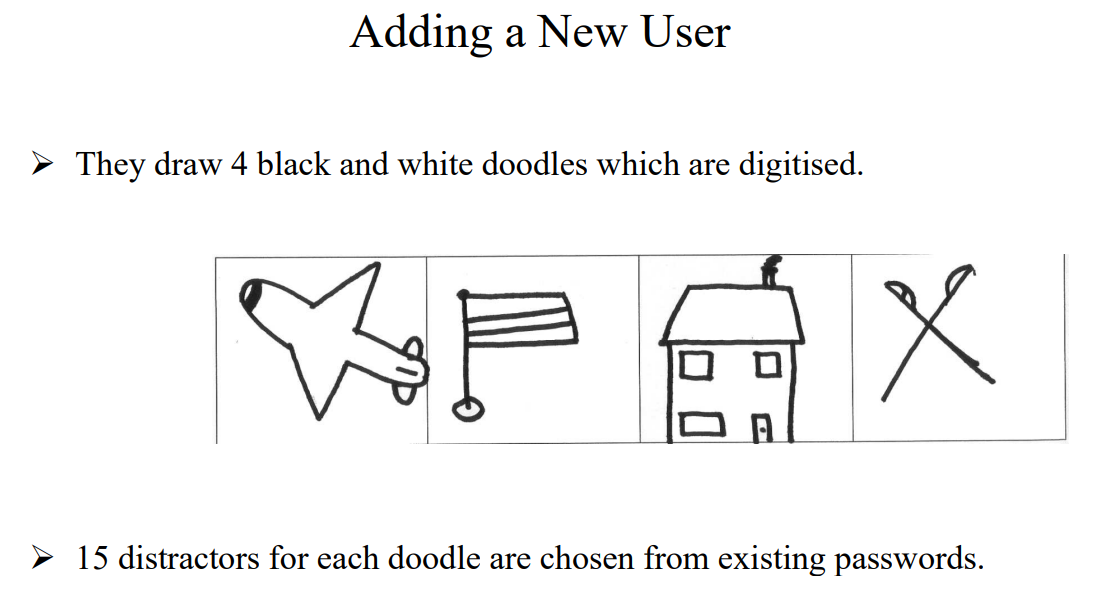 Adding a New User
➢ They draw 4 black and white doodles which are digitised.
➢ 15 distractors for each doodle are chosen from existing passwords.